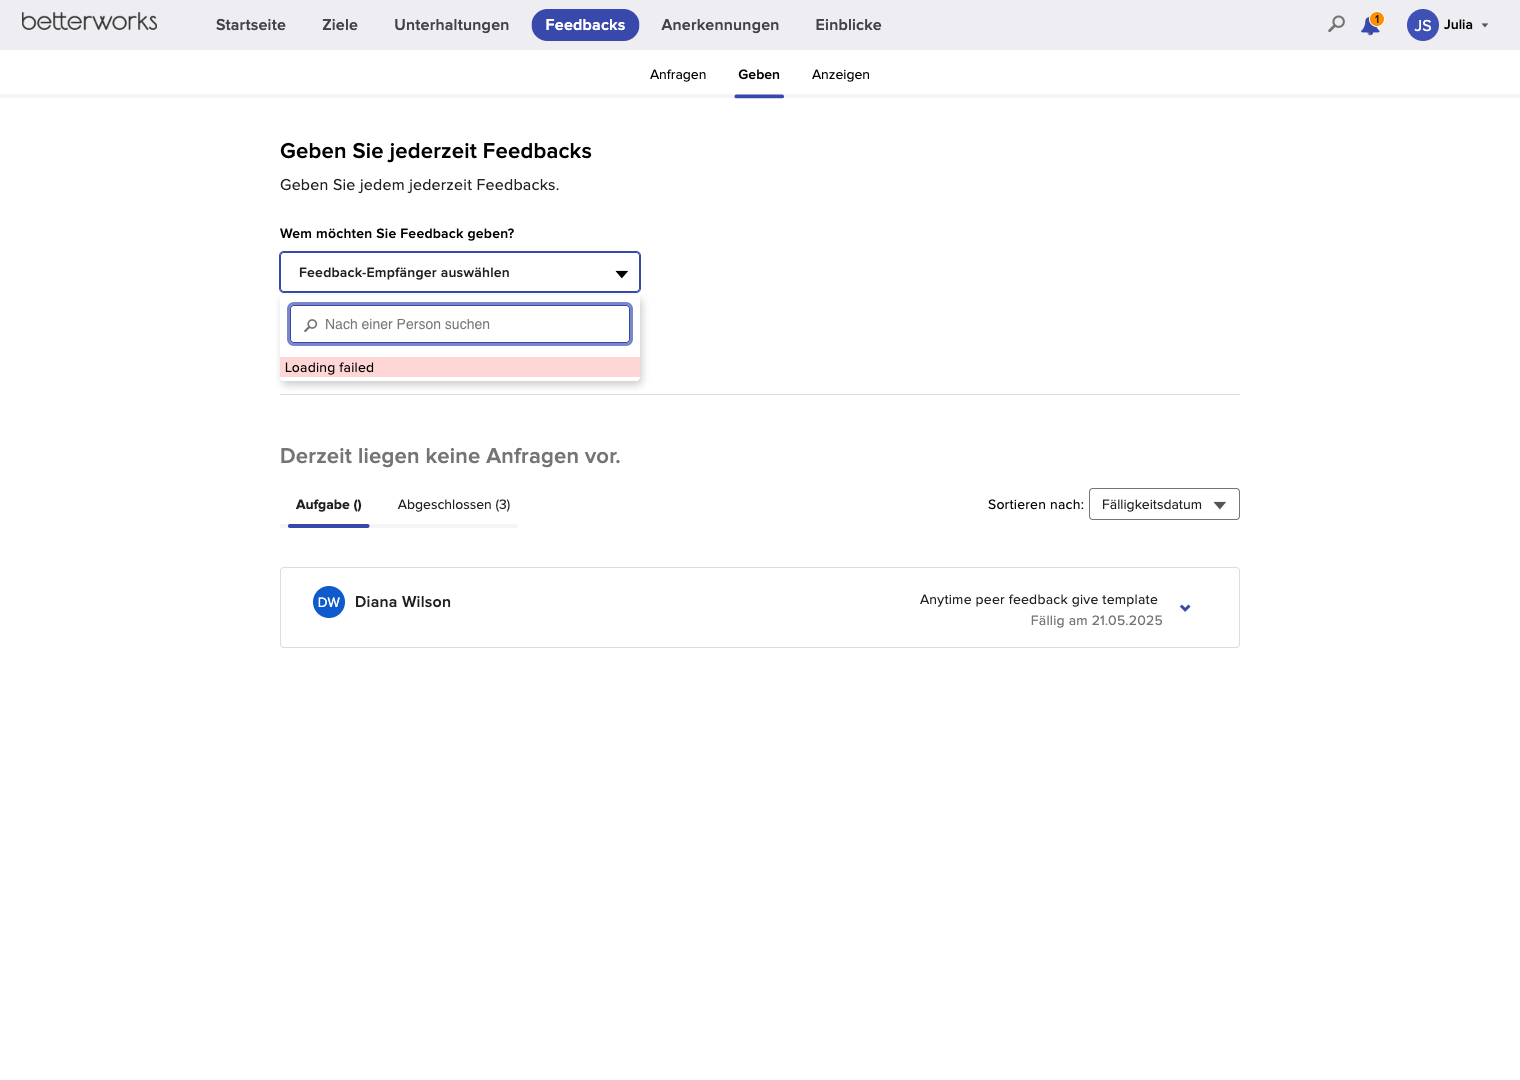 betterworks
Startseite Ziele Unterhaltungen Feedbacks Anerkennungen Einblicke 1 JS Julia
Anfragen Geben Anzeigen
Geben Sie jederzeit Feedbacks
Geben Sie jedem jederzeit Feedbacks.
Wem möchten Sie Feedback geben?
Feedback-Empfänger auswählen
Nach einer Person suchen
Loading failed
Derzeit liegen keine Anfragen vor.
Aufgabe () Abgeschlossen (3) Sortieren nach: Fälligkeitsdatum
DW Diana Wilson Anytime peer feedback give template
Fällig am 21.05.2025